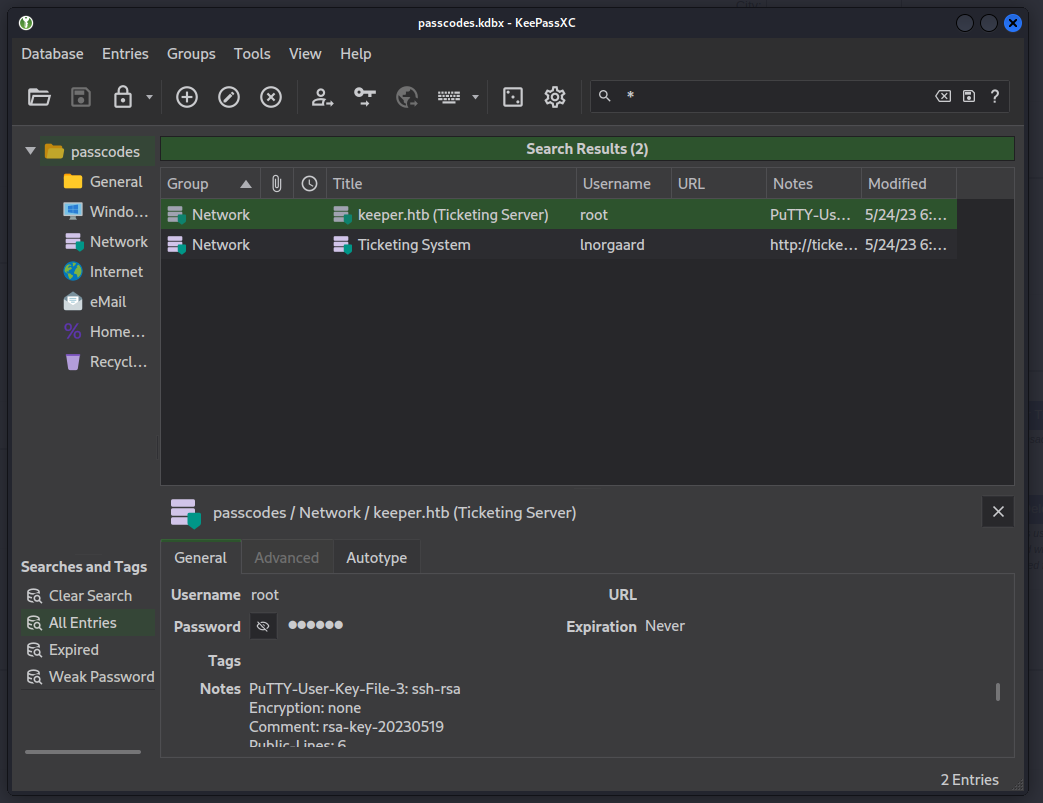 passcodes.kdbx - KeePassXC
Database Entries Groups Tools View Help
* ?
passcodes
General
Windo...
Network
Internet
eMail
Home...
Recycl...
Search Results (2)
Group Title Username URL Notes Modified
Network keeper.htb (Ticketing Server) root PuTTY-Us... 5/24/23 6:...
Network Ticketing System lnorgaard http://ticke... 5/24/23 6:...
passcodes / Network / keeper.htb (Ticketing Server)
General Advanced Autotype
Username root URL
Password ●●●●●● Expiration Never
Tags
Notes PuTTY-User-Key-File-3: ssh-rsa
Encryption: none
Comment: rsa-key-20230519
Public-Lines: 6
Searches and Tags
Clear Search
All Entries
Expired
Weak Password
2 Entries